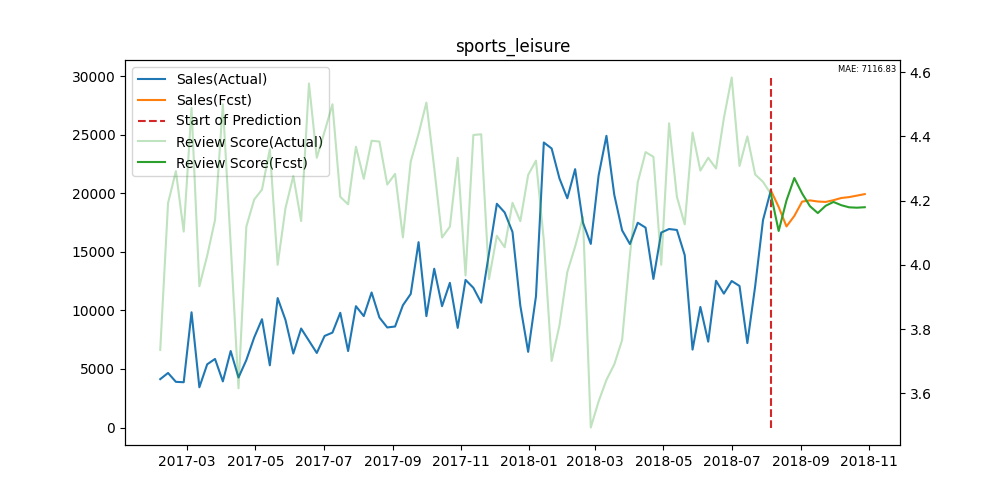 sports_leisure
MAE: 7116.83
Sales(Actual)
Sales(Fcst)
Start of Prediction
Review Score(Actual)
Review Score(Fcst)
30000
25000
20000
15000
10000
5000
0
4.6
4.4
4.2
4.0
3.8
3.6
2017-03 2017-05 2017-07 2017-09 2017-11 2018-01 2018-03 2018-05 2018-07 2018-09 2018-11